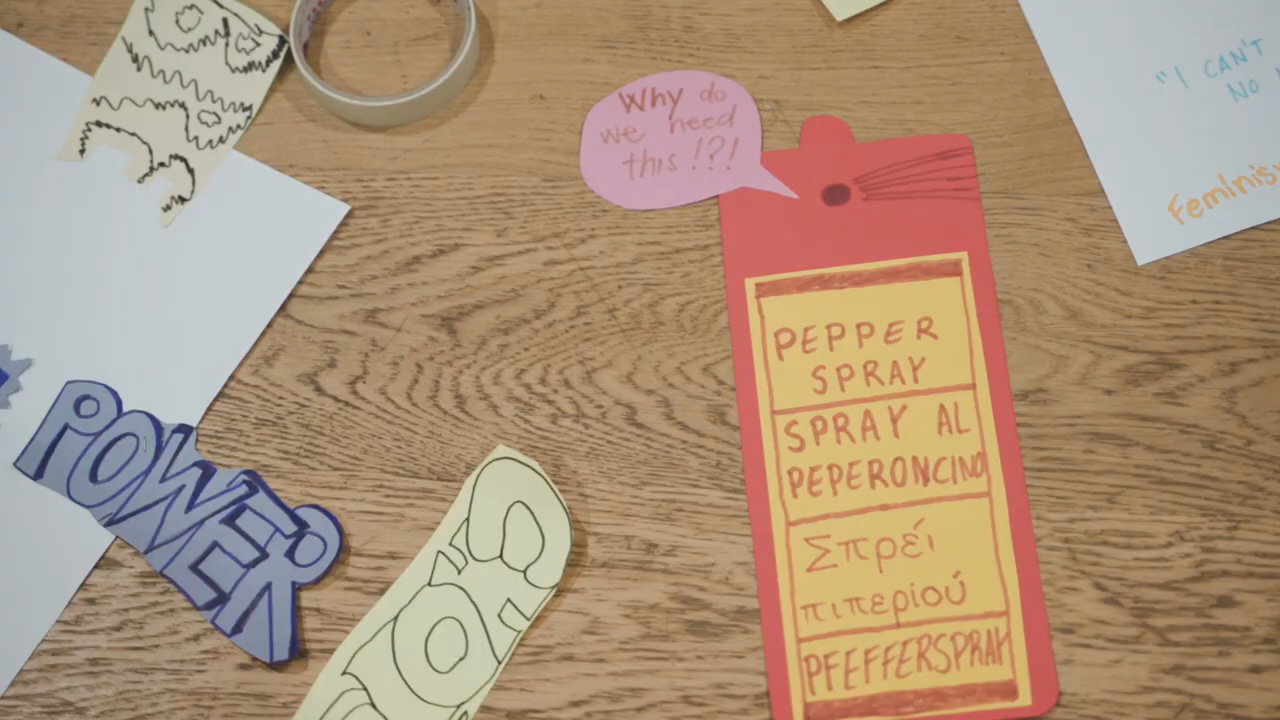 Why do
we need
this !?!
"I CAN'T
NO
Feminis
POWER
PEPPER
SPRAY
SPRAY AL
PEPERONCINO
Σπρέι
πιπεριού
PFEFFERSPRAY